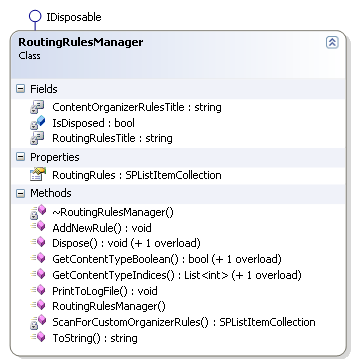 IDisposable
RoutingRulesManager
Class
Fields
ContentOrganizerRulesTitle : string
IsDisposed : bool
RoutingRulesTitle : string
Properties
RoutingRules : SPListItemCollection
Methods
~RoutingRulesManager()
AddNewRule() : void
Dispose() : void (+ 1 overload)
GetContentTypeBoolean() : bool (+ 1 overload)
GetContentTypeIndices() : List<int> (+ 1 overload)
PrintToLogFile() : void
RoutingRulesManager()
ScanForCustomOrganizerRules() : SPListItemCollection
ToString() : string